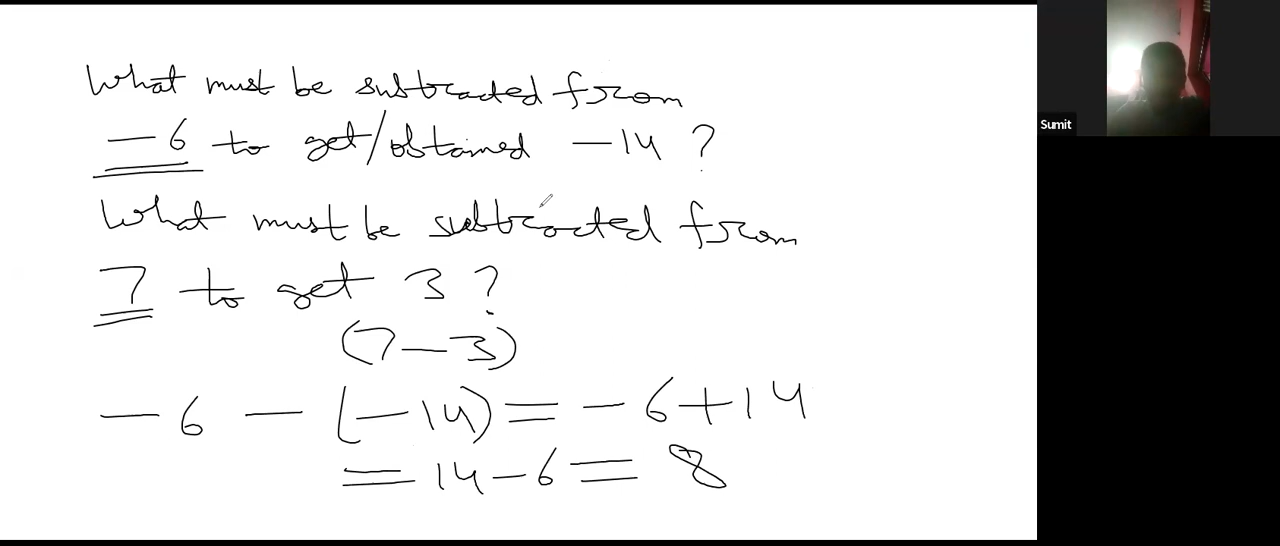 What must be subtracted from
-6 to get/obtained -14 ?
What must be subtracted from
7 to get 3 ?
(7-3)
-6 - (-14) = -6+14
= 14-6 = 8
Sumit